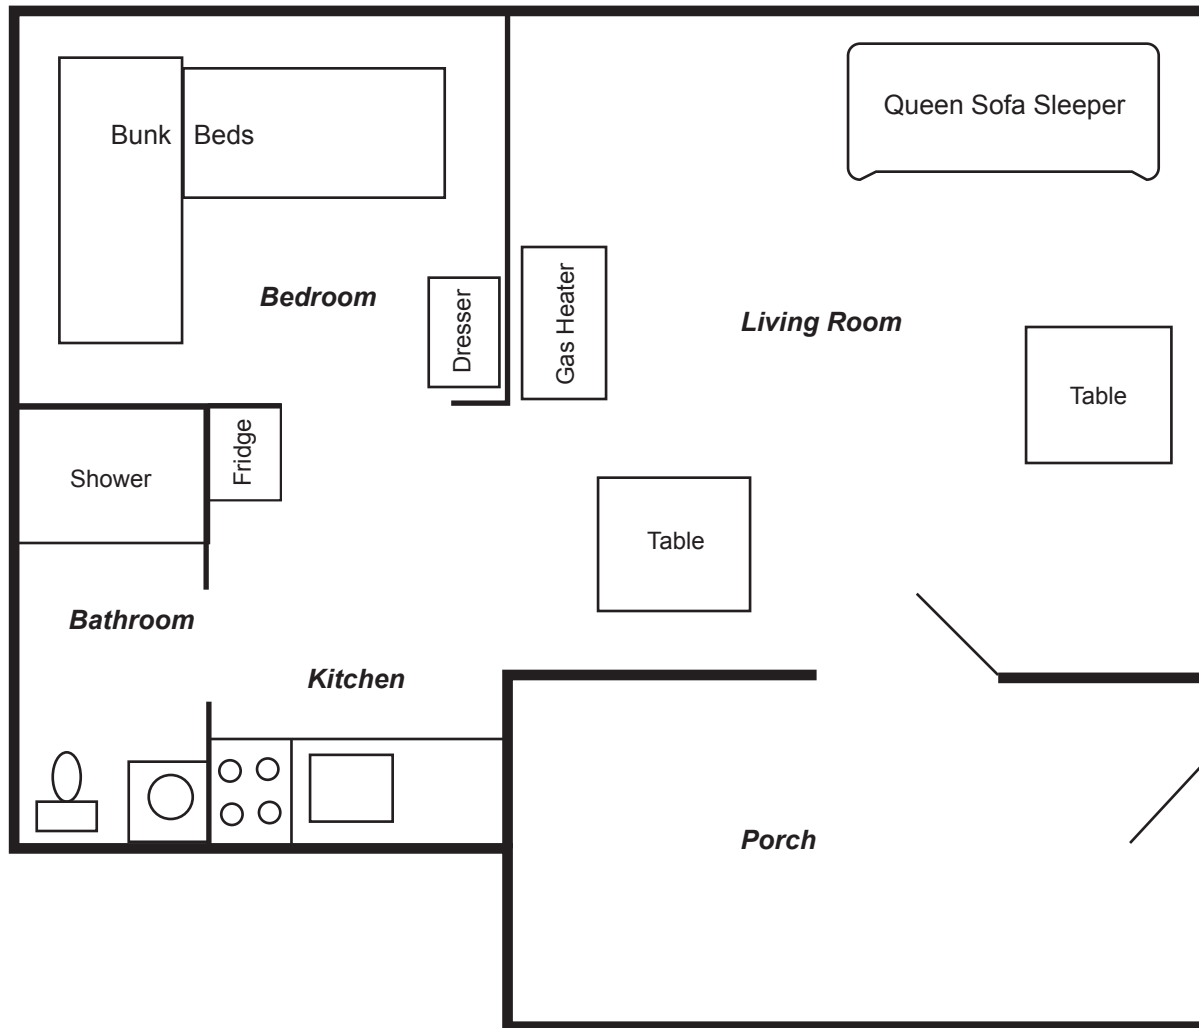 Queen Sofa Sleeper
Bunk Beds
Bedroom
Dresser
Gas Heater
Living Room
Table
Fridge
Shower
Table
Bathroom
Kitchen
Porch